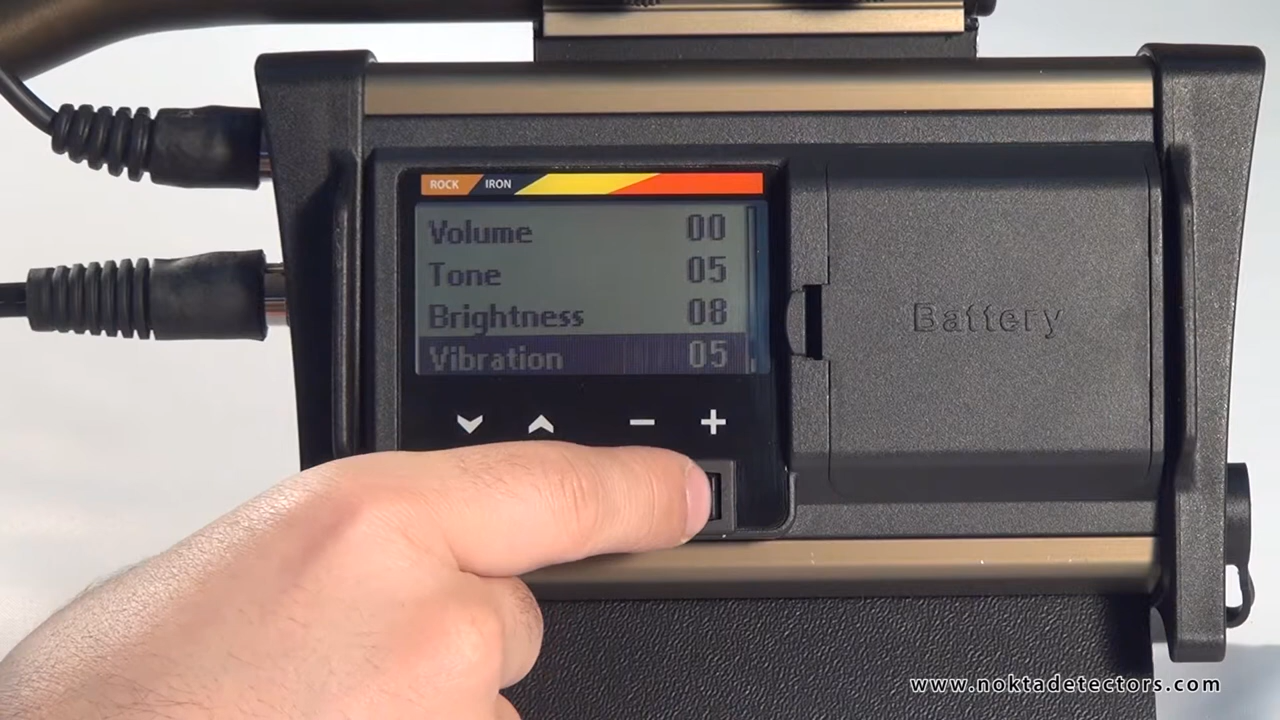 ROCK IRON
Volume 00
Tone 05
Brightness 08
Vibration 05
Battery
www.noktadetectors.com